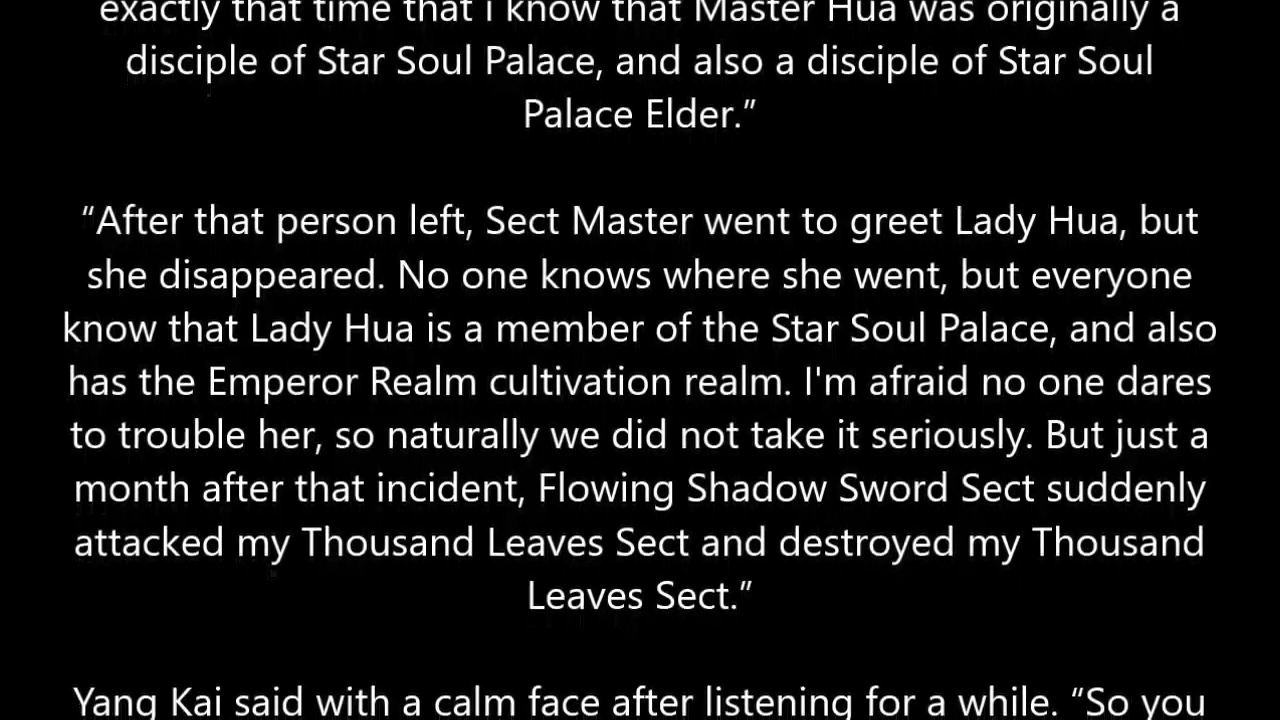 exactly that time that I know that Master Hua was originally a
disciple of Star Soul Palace, and also a disciple of Star Soul
Palace Elder.”
“After that person left, Sect Master went to greet Lady Hua, but
she disappeared. No one knows where she went, but everyone
know that Lady Hua is a member of the Star Soul Palace, and also
has the Emperor Realm cultivation realm. I'm afraid no one dares
to trouble her, so naturally we did not take it seriously. But just a
month after that incident, Flowing Shadow Sword Sect suddenly
attacked my Thousand Leaves Sect and destroyed my Thousand
Leaves Sect.”
Yang Kai said with a calm face after listening for a while. “So you